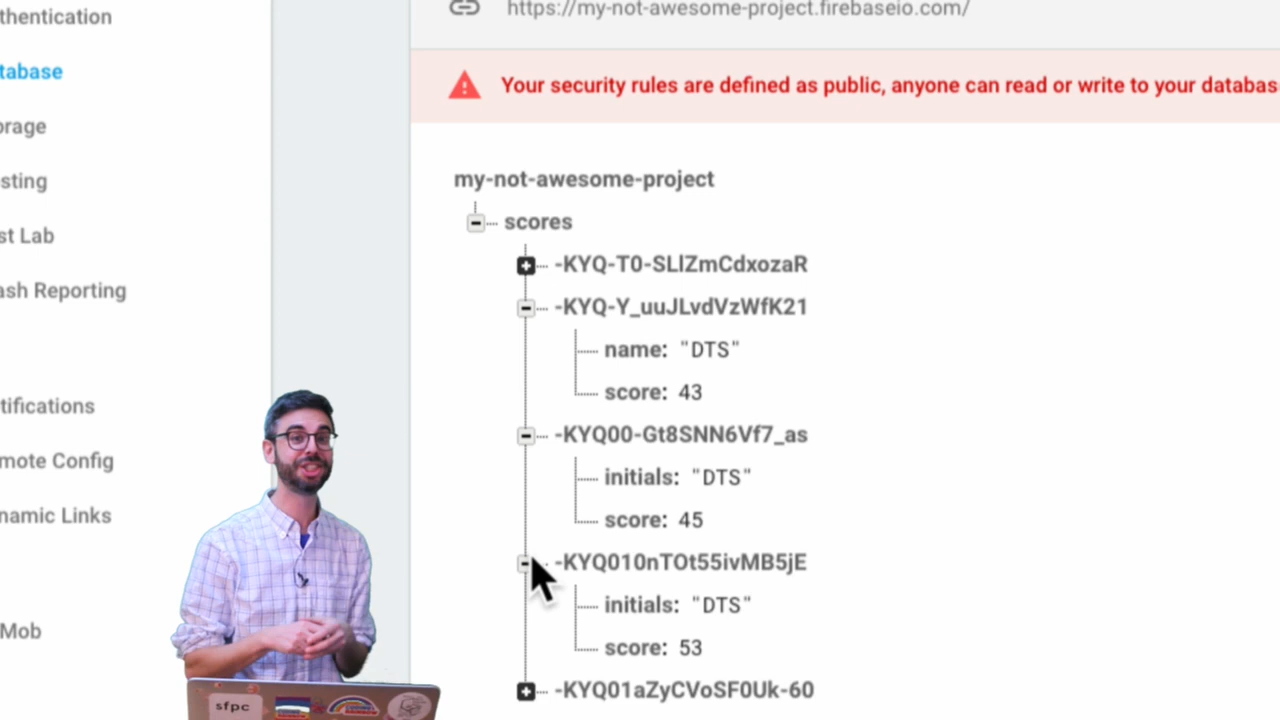 thentication
tabase
orage
sting
st Lab
ash Reporting
tifications
mote Config
namic Links
Mob
https://my-not-awesome-project.firebaseio.com/
Your security rules are defined as public, anyone can read or write to your databas
my-not-awesome-project
scores
-KYQ-T0-SLlZmCdxozaR
-KYQ-Y_uuJLvdVzWfK21
name: "DTS"
score: 43
-KYQ00-Gt8SNN6Vf7_as
initials: "DTS"
score: 45
-KYQ010nTOt55ivMB5jE
initials: "DTS"
score: 53
-KYQ01aZyCVoSF0Uk-60
sfpc